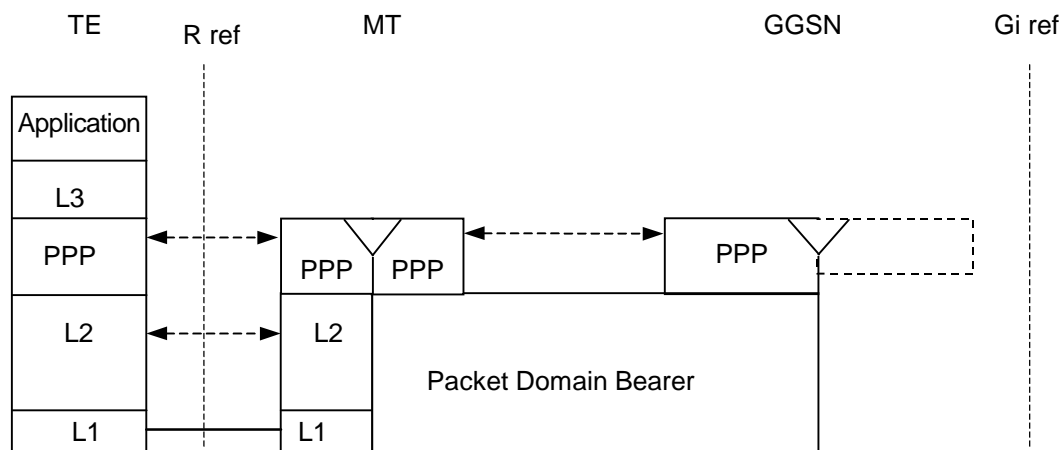 TE
R ref
MT
GGSN
Gi ref
Application
L3
PPP
PPP
PPP
PPP
L2
L2
Packet Domain Bearer
L1
L1